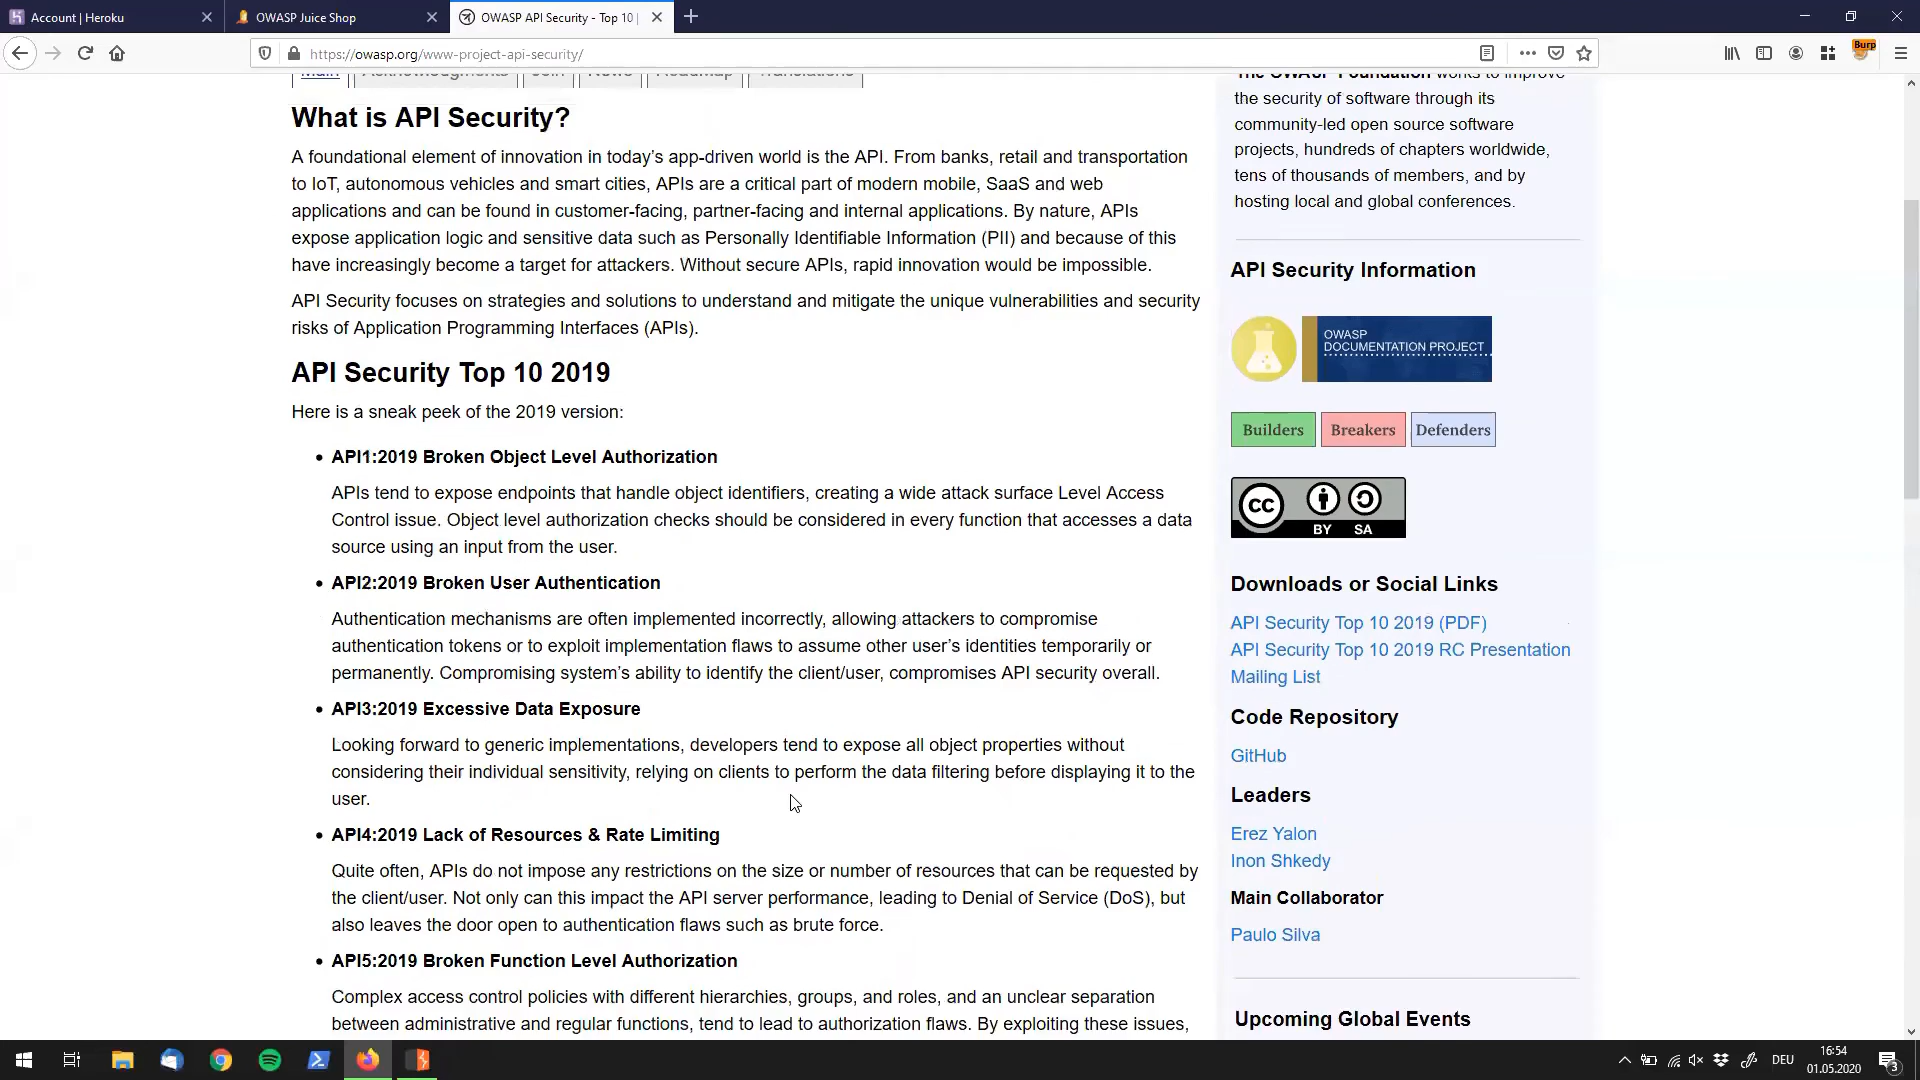 Account | Heroku
OWASP Juice Shop
OWASP API Security - Top 10 |
https://owasp.org/www-project-api-security/
Burp
Main Acknowledgments Join News Roadmap Translations
What is API Security?
A foundational element of innovation in today’s app-driven world is the API. From banks, retail and transportation
to IoT, autonomous vehicles and smart cities, APIs are a critical part of modern mobile, SaaS and web
applications and can be found in customer-facing, partner-facing and internal applications. By nature, APIs
expose application logic and sensitive data such as Personally Identifiable Information (PII) and because of this
have increasingly become a target for attackers. Without secure APIs, rapid innovation would be impossible.
API Security focuses on strategies and solutions to understand and mitigate the unique vulnerabilities and security
risks of Application Programming Interfaces (APIs).
API Security Top 10 2019
Here is a sneak peek of the 2019 version:
• API1:2019 Broken Object Level Authorization
APIs tend to expose endpoints that handle object identifiers, creating a wide attack surface Level Access
Control issue. Object level authorization checks should be considered in every function that accesses a data
source using an input from the user.
• API2:2019 Broken User Authentication
Authentication mechanisms are often implemented incorrectly, allowing attackers to compromise
authentication tokens or to exploit implementation flaws to assume other user’s identities temporarily or
permanently. Compromising system’s ability to identify the client/user, compromises API security overall.
• API3:2019 Excessive Data Exposure
Looking forward to generic implementations, developers tend to expose all object properties without
considering their individual sensitivity, relying on clients to perform the data filtering before displaying it to the
user.
• API4:2019 Lack of Resources & Rate Limiting
Quite often, APIs do not impose any restrictions on the size or number of resources that can be requested by
the client/user. Not only can this impact the API server performance, leading to Denial of Service (DoS), but
also leaves the door open to authentication flaws such as brute force.
• API5:2019 Broken Function Level Authorization
Complex access control policies with different hierarchies, groups, and roles, and an unclear separation
between administrative and regular functions, tend to lead to authorization flaws. By exploiting these issues,
The OWASP Foundation works to improve
the security of software through its
community-led open source software
projects, hundreds of chapters worldwide,
tens of thousands of members, and by
hosting local and global conferences.
API Security Information
OWASP
DOCUMENTATION PROJECT
Builders Breakers Defenders
CC BY SA
Downloads or Social Links
API Security Top 10 2019 (PDF)
API Security Top 10 2019 RC Presentation
Mailing List
Code Repository
GitHub
Leaders
Erez Yalon
Inon Shkedy
Main Collaborator
Paulo Silva
Upcoming Global Events
DEU
16:54
01.05.2020
3